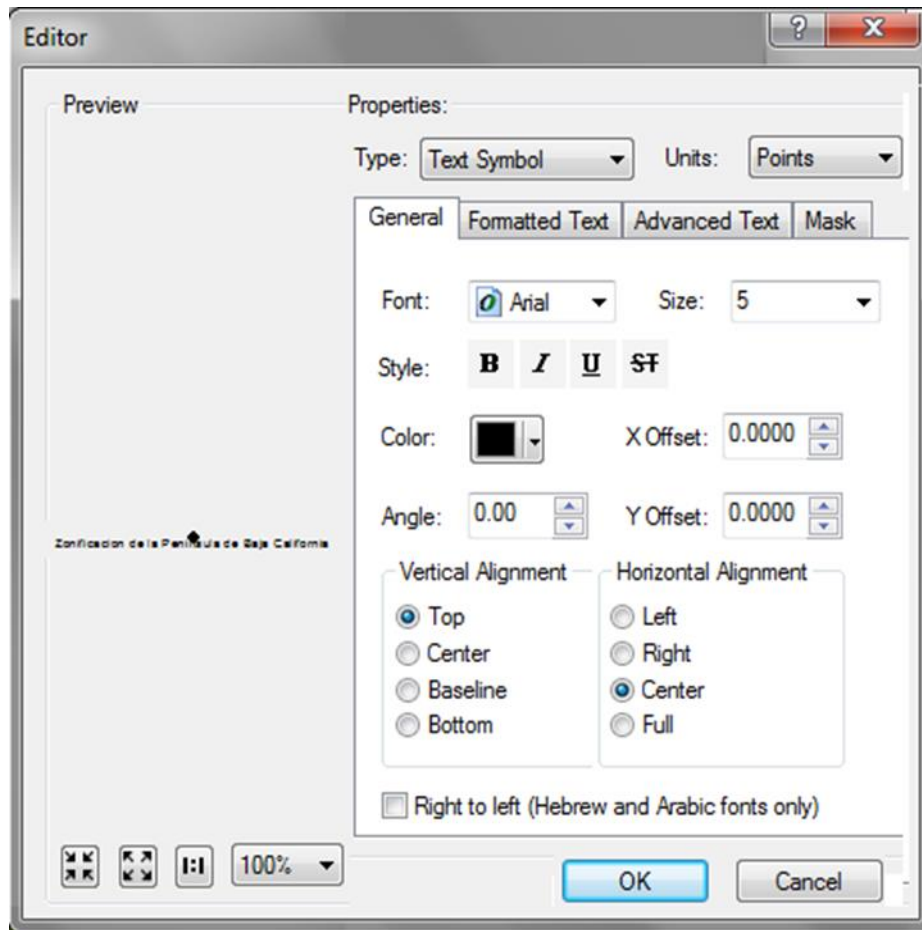 Editor
Preview
Properties:
Type: Text Symbol Units: Points
General Formatted Text Advanced Text Mask
Font: O Arial Size: 5
Style: B I U ST
Color: X Offset: 0.0000
Angle: 0.00 Y Offset: 0.0000
Zonificacion de la Peninsula de Baja California
Vertical Alignment Horizontal Alignment
Top Left
Center Right
Baseline Center
Bottom Full
Right to left (Hebrew and Arabic fonts only)
1:1 100% OK Cancel